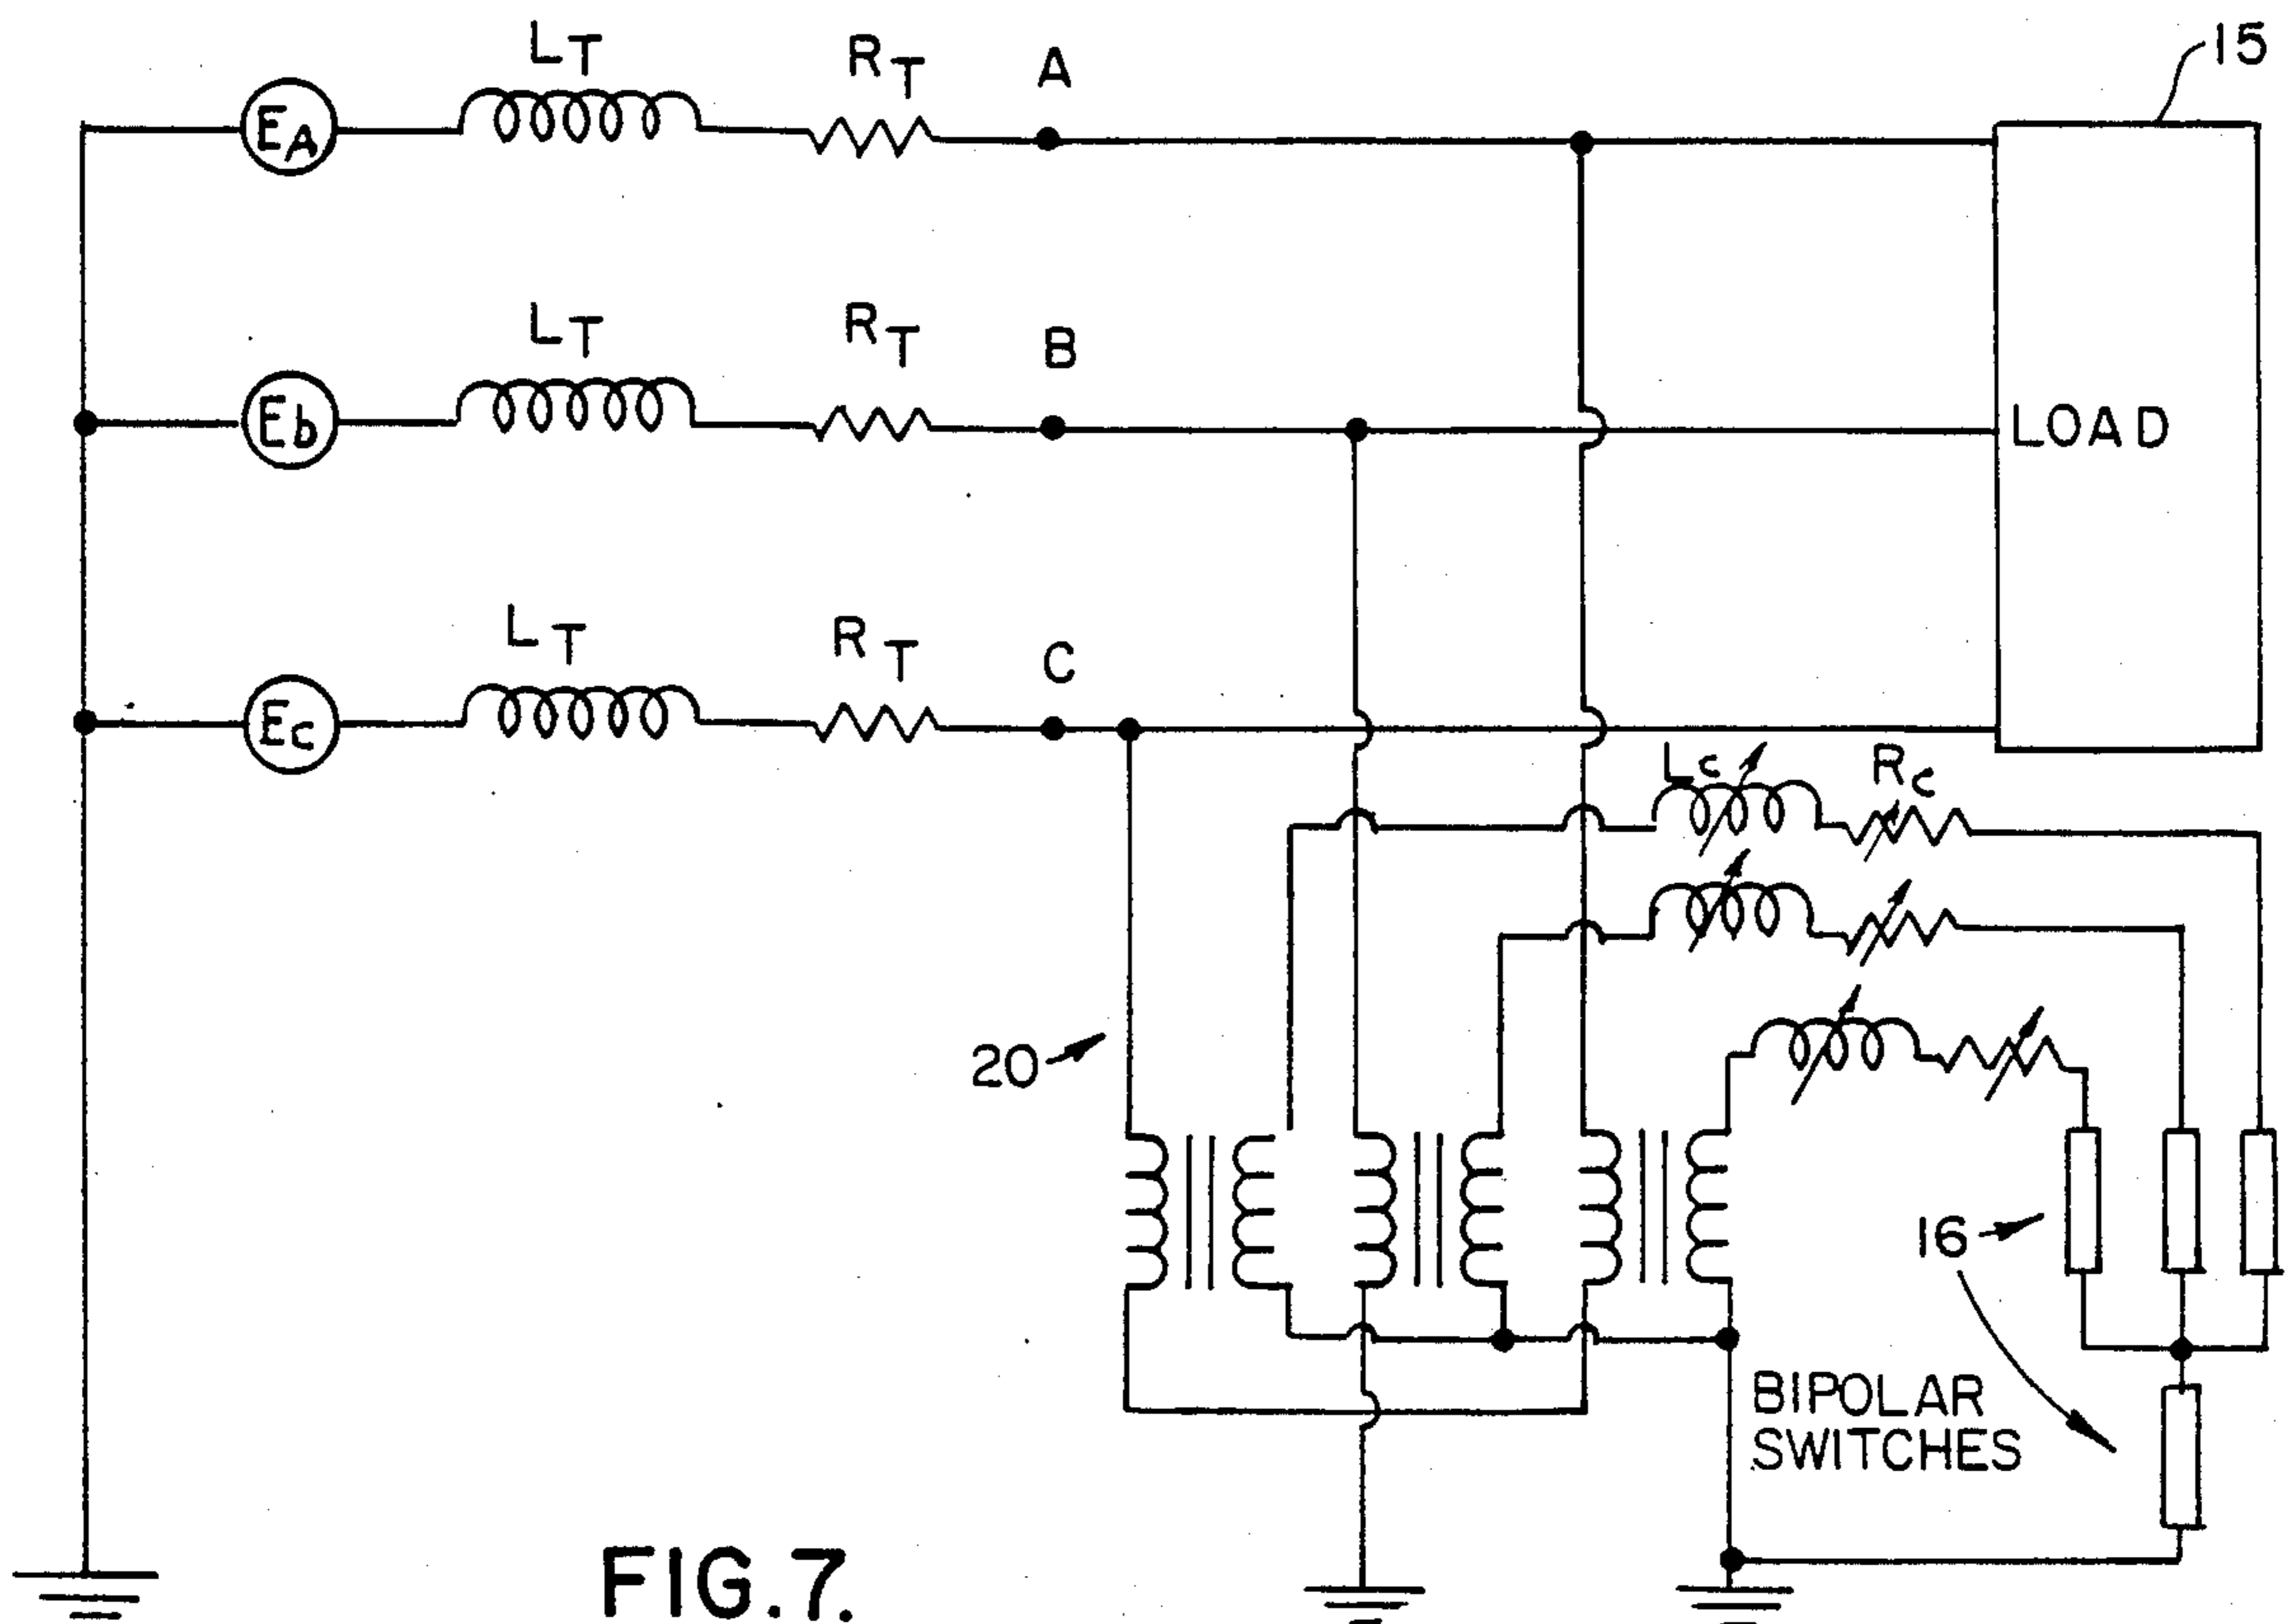 15
LT
RT
A
EA
LT
RT
B
Eb
LOAD
LT
RT
C
Ec
Lc
Rc
20
16
BIPOLAR
SWITCHES
FIG.7.